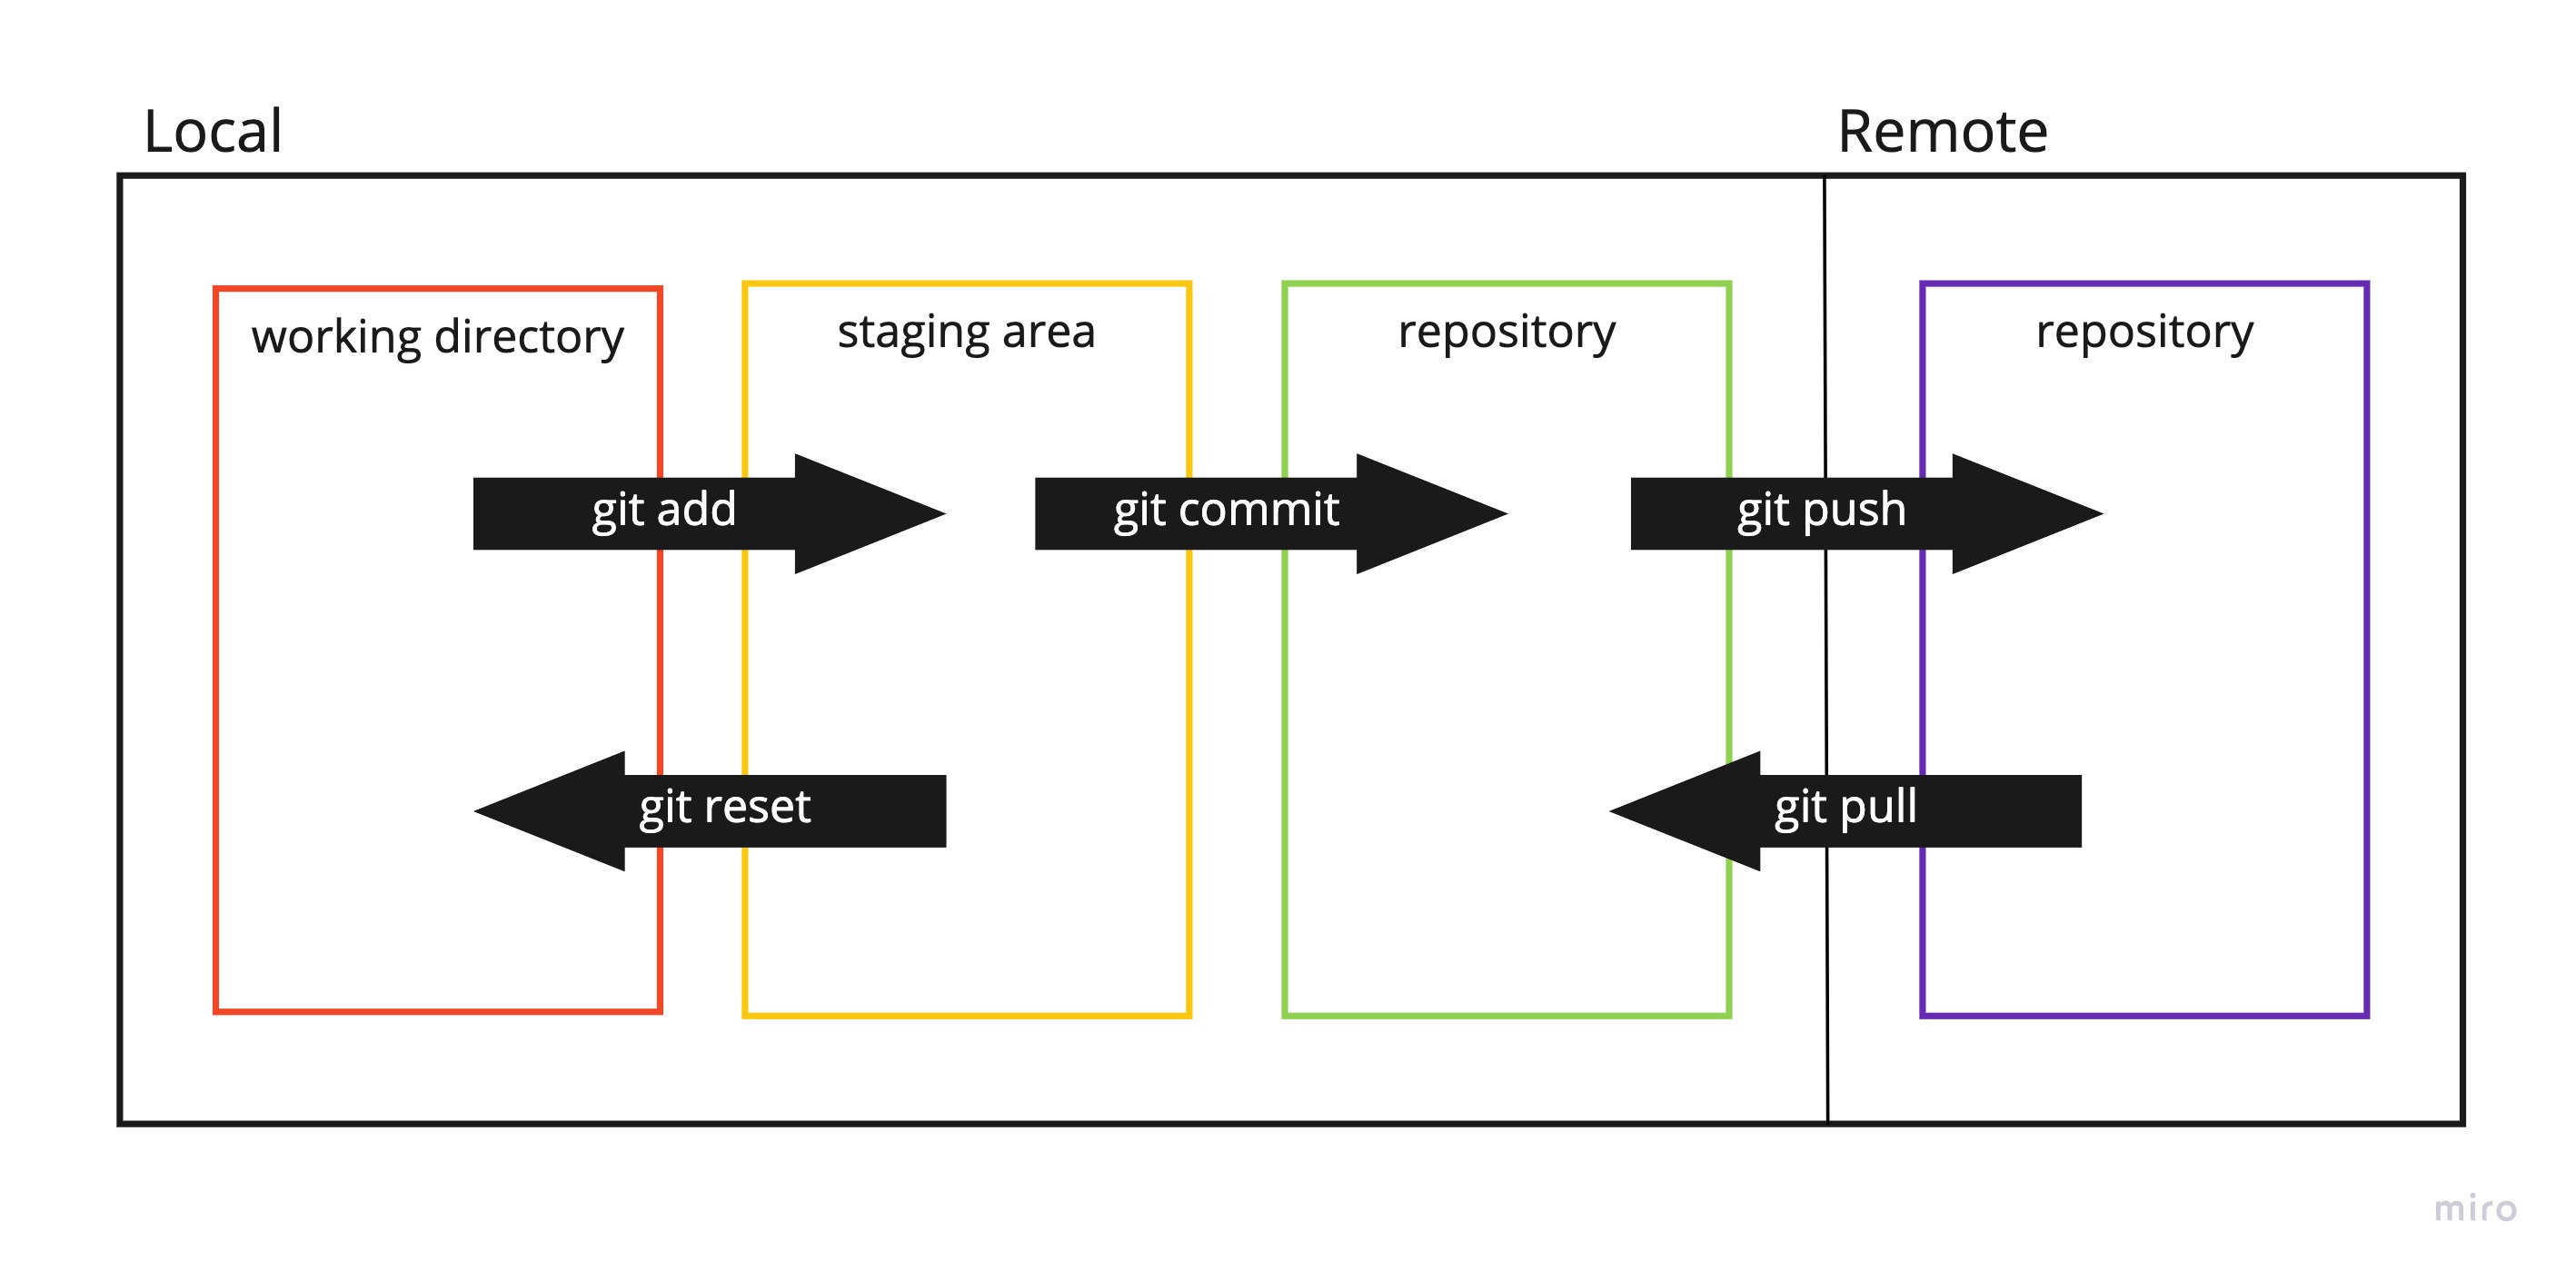 Local
Remote
working directory
staging area
repository
repository
git add
git commit
git push
git reset
git pull
miro